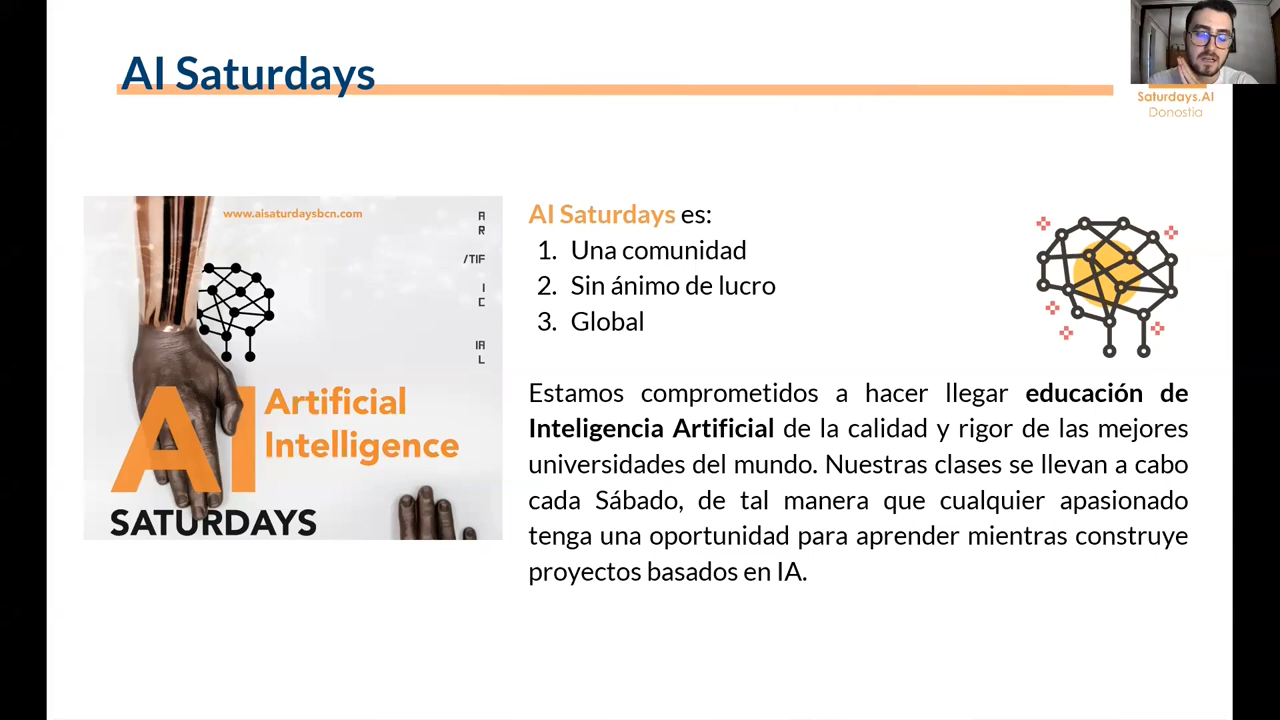 AI Saturdays
Saturdays.AI
Donostia
www.aisaturdaysbcn.com
A
R
/TIF
I
C
IA
L
AI Artificial
Intelligence
SATURDAYS
AI Saturdays es:
1. Una comunidad
2. Sin ánimo de lucro
3. Global
Estamos comprometidos a hacer llegar educación de
Inteligencia Artificial de la calidad y rigor de las mejores
universidades del mundo. Nuestras clases se llevan a cabo
cada Sábado, de tal manera que cualquier apasionado
tenga una oportunidad para aprender mientras construye
proyectos basados en IA.